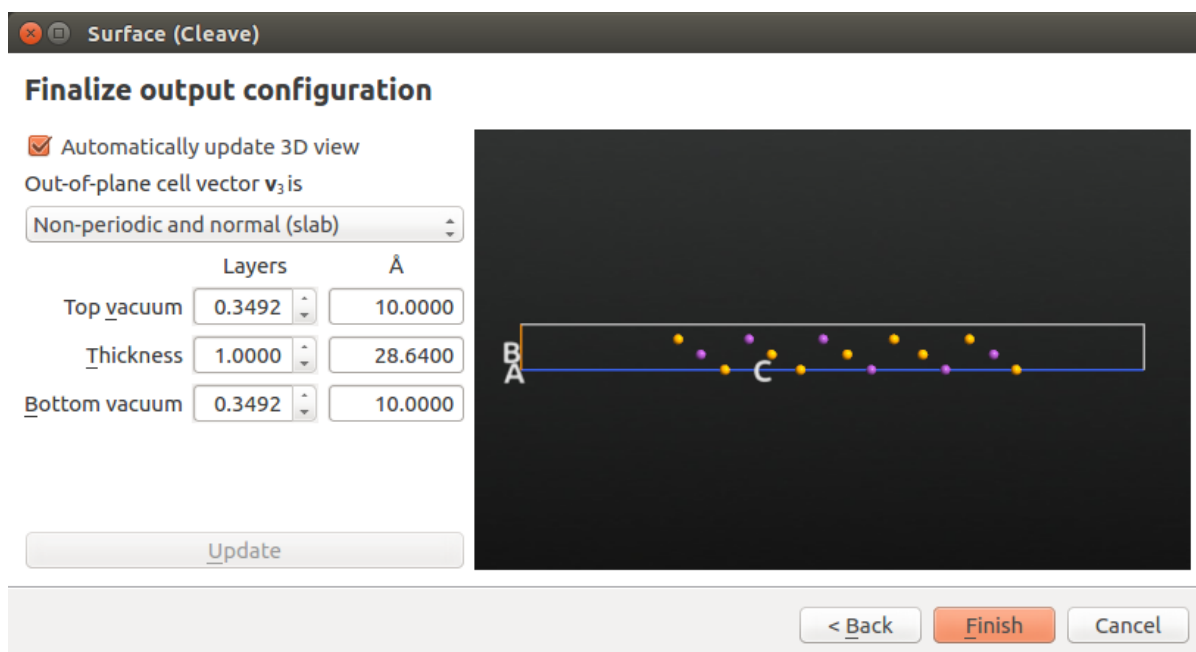 Surface (Cleave)
Finalize output configuration
Automatically update 3D view
Out-of-plane cell vector v₃ is
Non-periodic and normal (slab)
Layers Å
Top vacuum 0.3492 10.0000
Thickness 1.0000 28.6400
Bottom vacuum 0.3492 10.0000
Update
B
A
C
< Back Finish Cancel